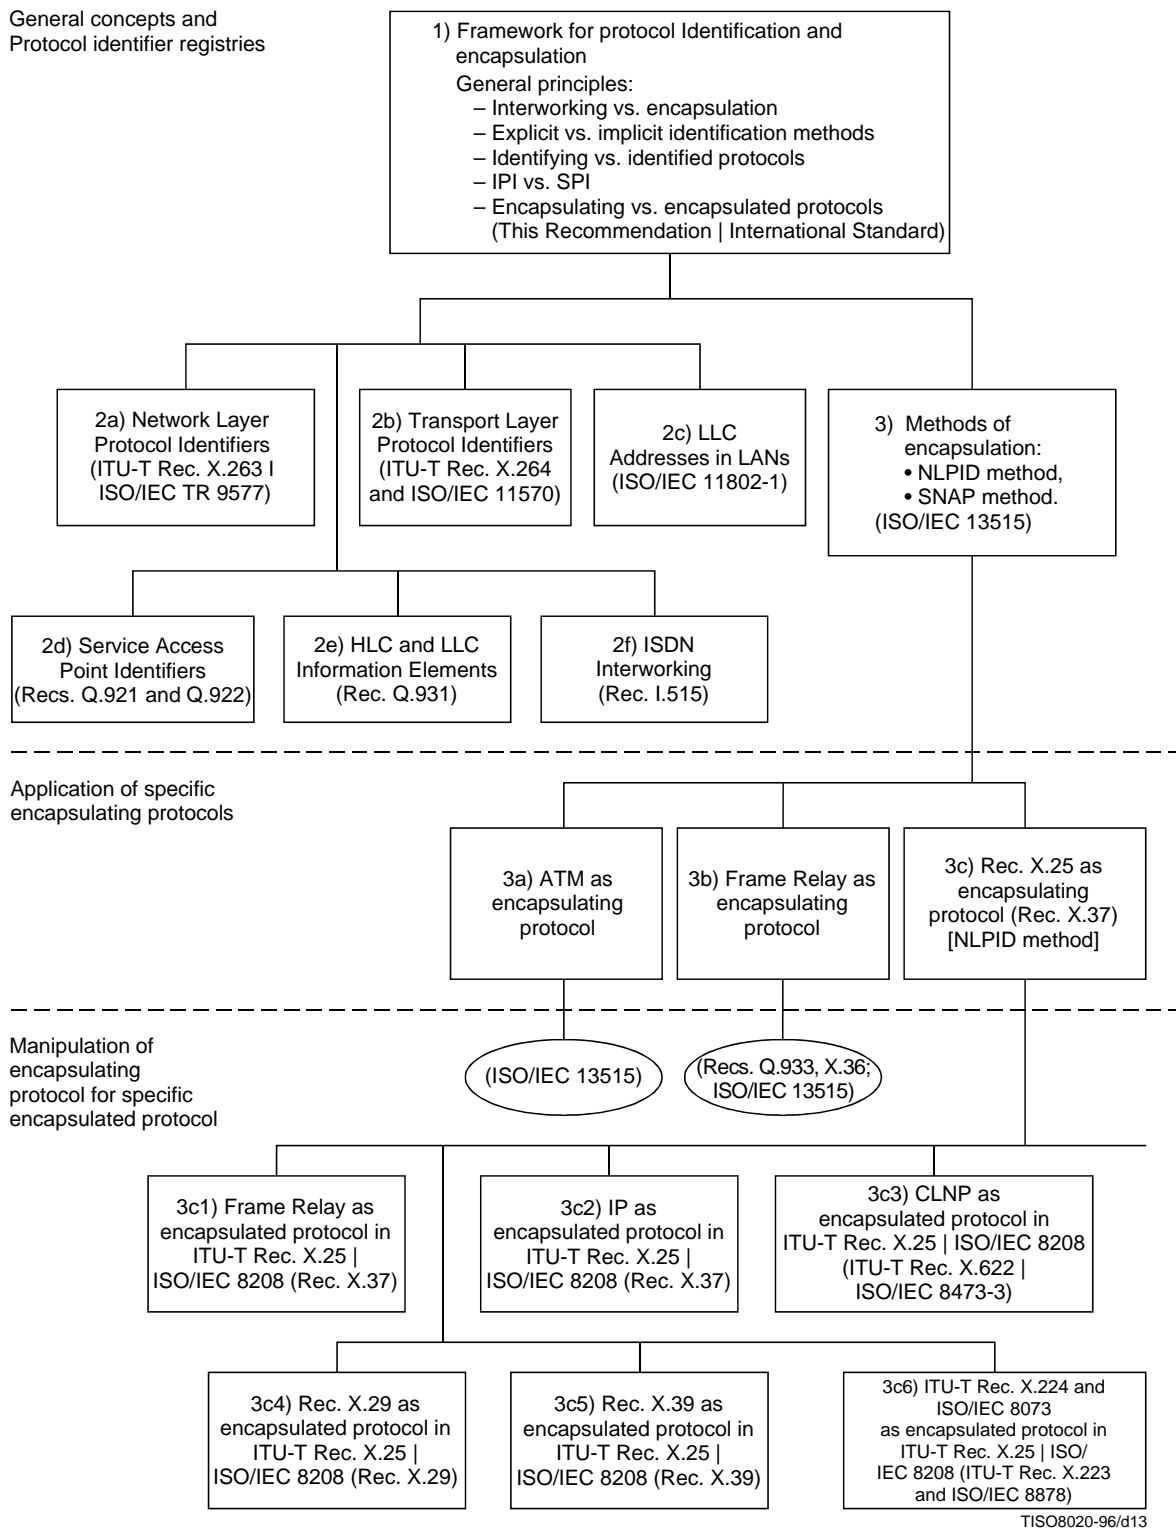 General concepts and
Protocol identifier registries
1) Framework for protocol Identification and
encapsulation
General principles:
– Interworking vs. encapsulation
– Explicit vs. implicit identification methods
– Identifying vs. identified protocols
– IPI vs. SPI
– Encapsulating vs. encapsulated protocols
(This Recommendation | International Standard)
2a) Network Layer
Protocol Identifiers
(ITU-T Rec. X.263 I
ISO/IEC TR 9577)
2b) Transport Layer
Protocol Identifiers
(ITU-T Rec. X.264
and ISO/IEC 11570)
2c) LLC
Addresses in LANs
(ISO/IEC 11802-1)
3) Methods of
encapsulation:
• NLPID method,
• SNAP method.
(ISO/IEC 13515)
2d) Service Access
Point Identifiers
(Recs. Q.921 and Q.922)
2e) HLC and LLC
Information Elements
(Rec. Q.931)
2f) ISDN
Interworking
(Rec. I.515)
Application of specific
encapsulating protocols
3a) ATM as
encapsulating
protocol
3b) Frame Relay as
encapsulating
protocol
3c) Rec. X.25 as
encapsulating
protocol (Rec. X.37)
[NLPID method]
Manipulation of
encapsulating
protocol for specific
encapsulated protocol
(ISO/IEC 13515)
(Recs. Q.933, X.36;
ISO/IEC 13515)
3c1) Frame Relay as
encapsulated protocol in
ITU-T Rec. X.25 |
ISO/IEC 8208 (Rec. X.37)
3c2) IP as
encapsulated protocol in
ITU-T Rec. X.25 |
ISO/IEC 8208 (Rec. X.37)
3c3) CLNP as
encapsulated protocol in
ITU-T Rec. X.25 | ISO/IEC 8208
(ITU-T Rec. X.622 |
ISO/IEC 8473-3)
3c4) Rec. X.29 as
encapsulated protocol in
ITU-T Rec. X.25 |
ISO/IEC 8208 (Rec. X.29)
3c5) Rec. X.39 as
encapsulated protocol in
ITU-T Rec. X.25 |
ISO/IEC 8208 (Rec. X.39)
3c6) ITU-T Rec. X.224 and
ISO/IEC 8073
as encapsulated protocol in
ITU-T Rec. X.25 | ISO/
IEC 8208 (ITU-T Rec. X.223
and ISO/IEC 8878)
TISO8020-96/d13